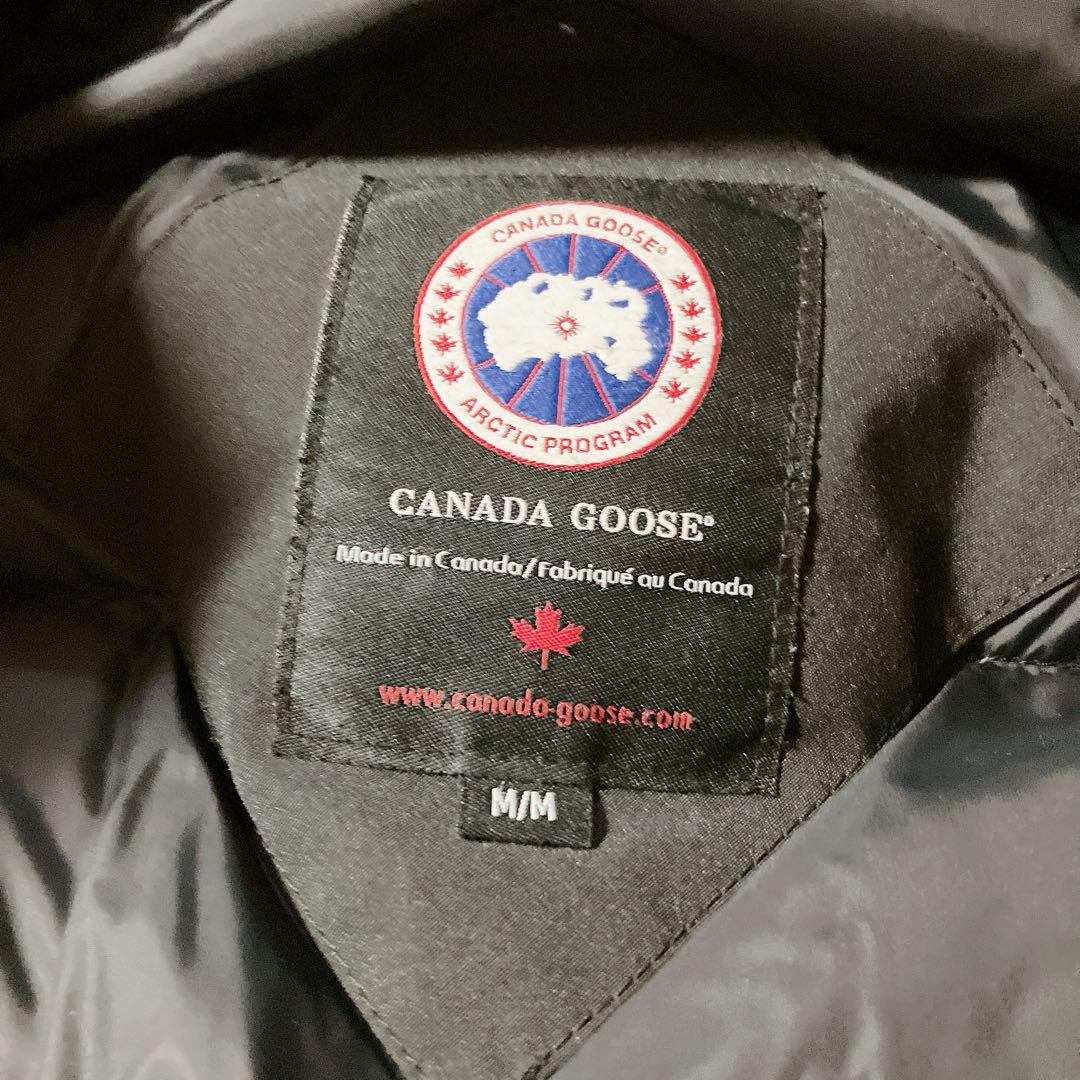 CANADA GOOSE®
ARCTIC PROGRAM
CANADA GOOSE®
Made in Canada/Fabriqué au Canada
www.canada-goose.com
M/M